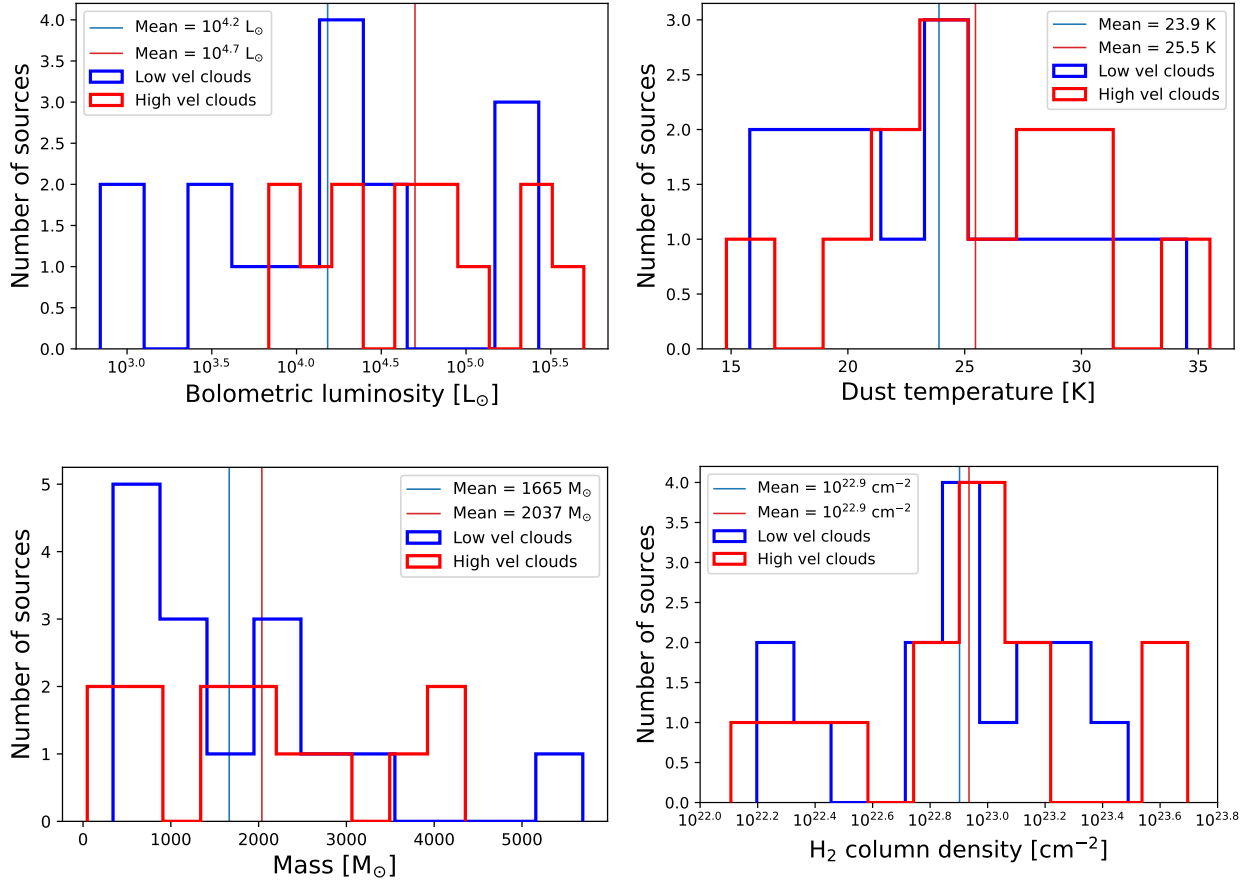 Mean = 10^4.2 L⊙
Mean = 10^4.7 L⊙
Low vel clouds
High vel clouds
Number of sources
4.0
3.5
3.0
2.5
2.0
1.5
1.0
0.5
0.0
10^3.0 10^3.5 10^4.0 10^4.5 10^5.0 10^5.5
Bolometric luminosity [L⊙]
Mean = 23.9 K
Mean = 25.5 K
Low vel clouds
High vel clouds
Number of sources
3.0
2.5
2.0
1.5
1.0
0.5
0.0
15 20 25 30 35
Dust temperature [K]
Mean = 1665 M⊙
Mean = 2037 M⊙
Low vel clouds
High vel clouds
Number of sources
5
4
3
2
1
0
0 1000 2000 3000 4000 5000
Mass [M⊙]
Mean = 10^22.9 cm^−2
Mean = 10^22.9 cm^−2
Low vel clouds
High vel clouds
Number of sources
4.0
3.5
3.0
2.5
2.0
1.5
1.0
0.5
0.0
10^22.0 10^22.2 10^22.4 10^22.6 10^22.8 10^23.0 10^23.2 10^23.4 10^23.5 10^23.6 10^23.8
H₂ column density [cm^−2]